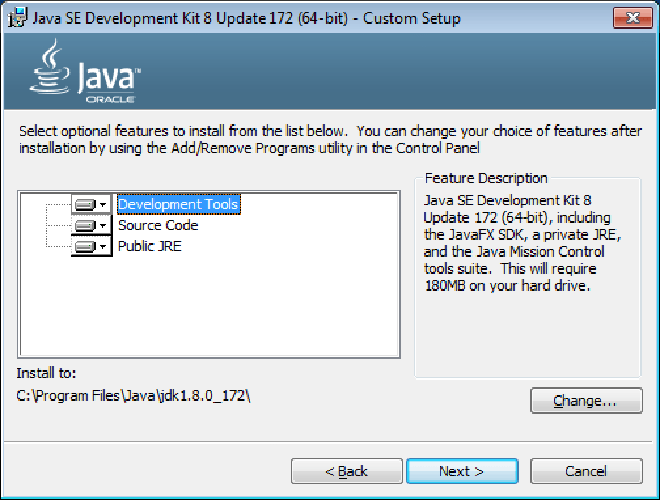 Java SE Development Kit 8 Update 172 (64-bit) - Custom Setup
Java™
ORACLE
Select optional features to install from the list below.  You can change your choice of features after
installation by using the Add/Remove Programs utility in the Control Panel
Development Tools
Source Code
Public JRE
Feature Description
Java SE Development Kit 8
Update 172 (64-bit), including
the JavaFX SDK, a private JRE,
and the Java Mission Control
tools suite.  This will require
180MB on your hard drive.
Install to:
C:\Program Files\Java\jdk1.8.0_172\
Change...
< Back
Next >
Cancel